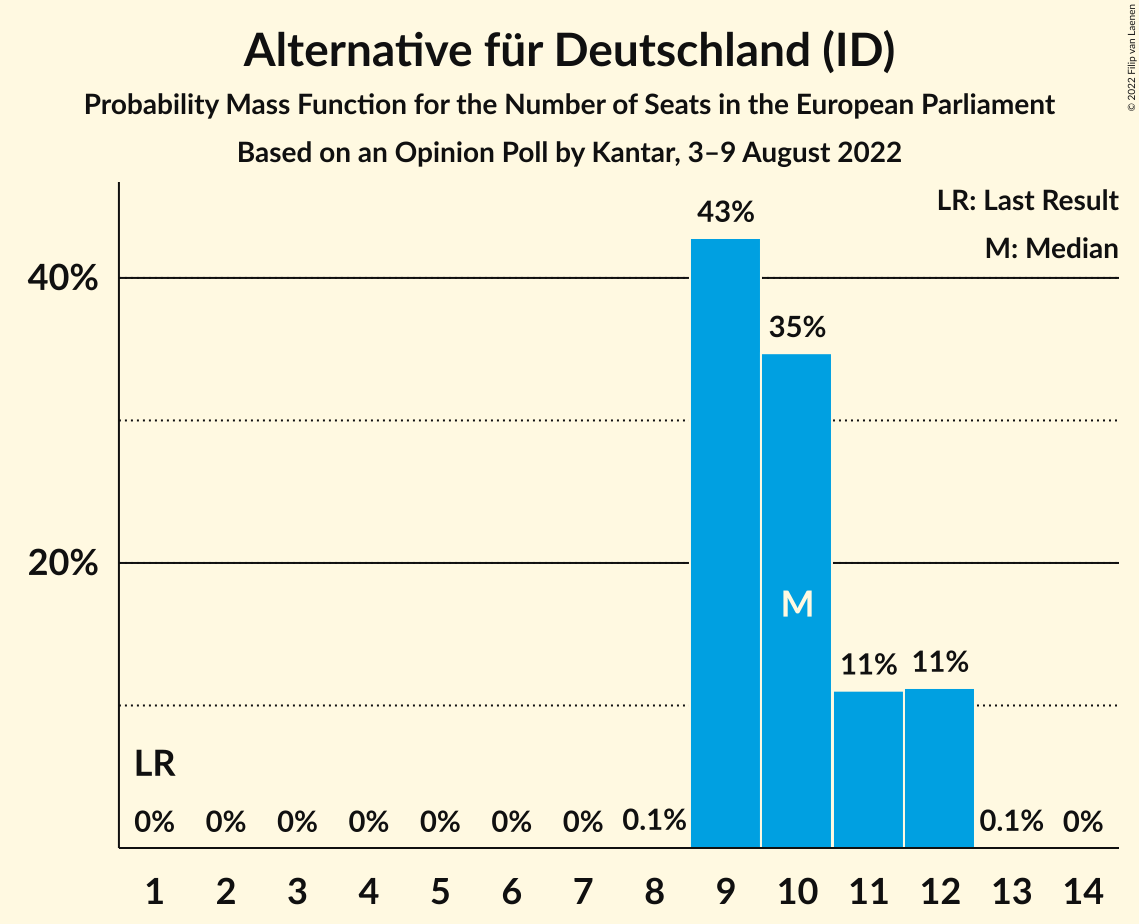 Alternative für Deutschland (ID)
Probability Mass Function for the Number of Seats in the European Parliament
Based on an Opinion Poll by Kantar, 3–9 August 2022
© 2022 Filip van Laenen
LR: Last Result
M: Median
43%
40%
35%
20%
M
11%
11%
LR
0%
0%
0%
0%
0%
0%
0%
0.1%
0.1%
0%
1 2 3 4 5 6 7 8 9 10 11 12 13 14